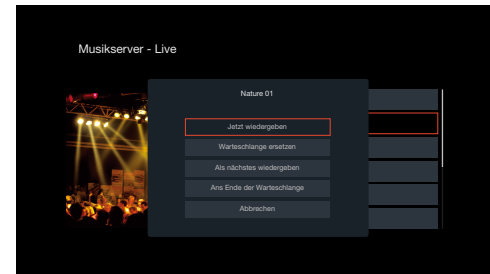 Musikserver - Live
Nature 01
Jetzt wiedergeben
Warteschlange ersetzen
Als nächstes wiedergeben
Ans Ende der Warteschlange
Abbrechen